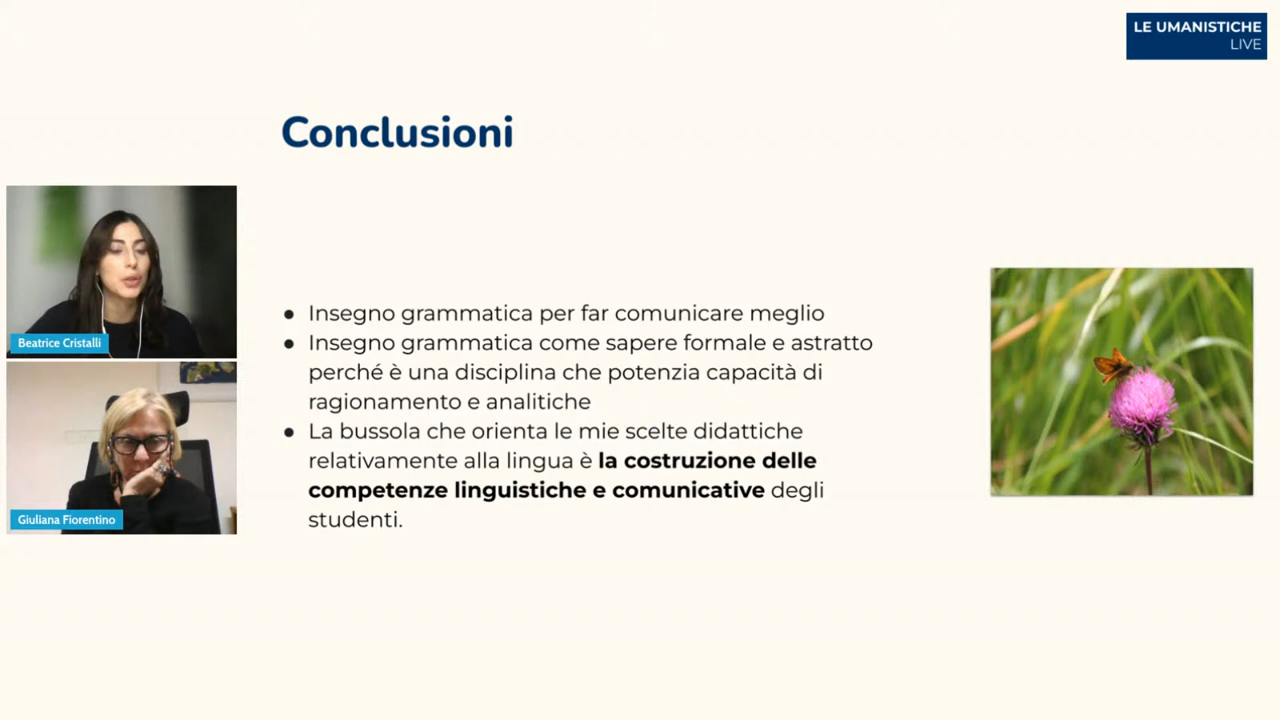 LE UMANISTICHE
LIVE
Conclusioni
Beatrice Cristalli
Giuliana Fiorentino
● Insegno grammatica per far comunicare meglio
● Insegno grammatica come sapere formale e astratto
perché è una disciplina che potenzia capacità di
ragionamento e analitiche
● La bussola che orienta le mie scelte didattiche
relativamente alla lingua è la costruzione delle
competenze linguistiche e comunicative degli
studenti.